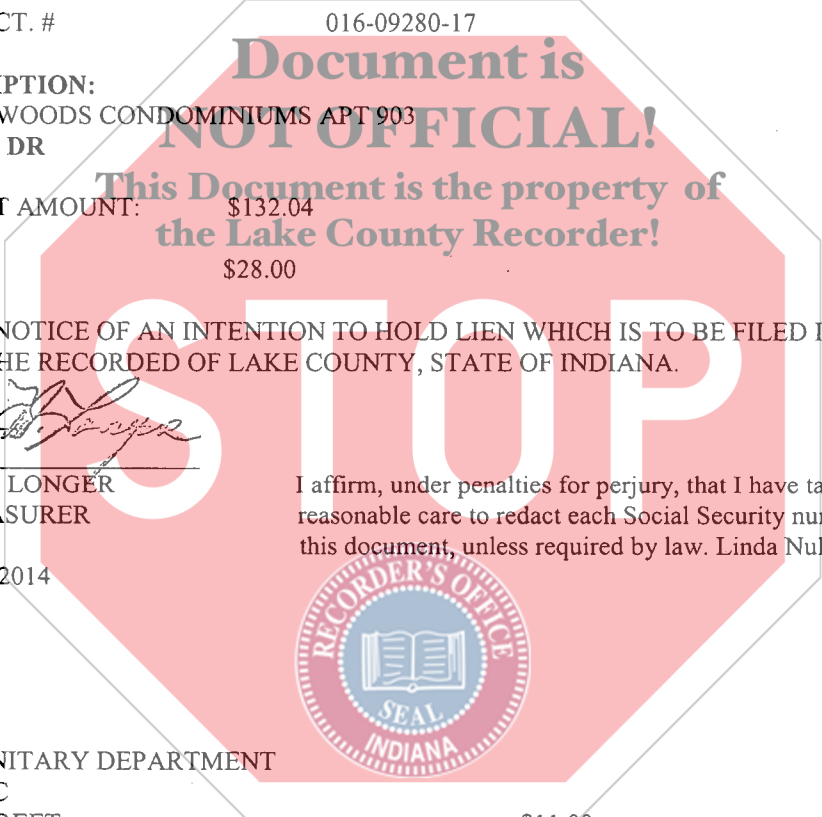 CT. # 016-09280-17
Document is
IPTION:
WOODS CONDOMINIUMS APT 903
NOT OFFICIAL!
DR
This Document is the property of
T AMOUNT: $132.04
the Lake County Recorder!
$28.00
NOTICE OF AN INTENTION TO HOLD LIEN WHICH IS TO BE FILED I
HE RECORDED OF LAKE COUNTY, STATE OF INDIANA.
STOP
LONGER I affirm, under penalties for perjury, that I have ta
ASURER reasonable care to redact each Social Security nu
this document, unless required by law. Linda Nul
2014
RECORDER'S OFFICE
SEAL
INDIANA
NITARY DEPARTMENT
C